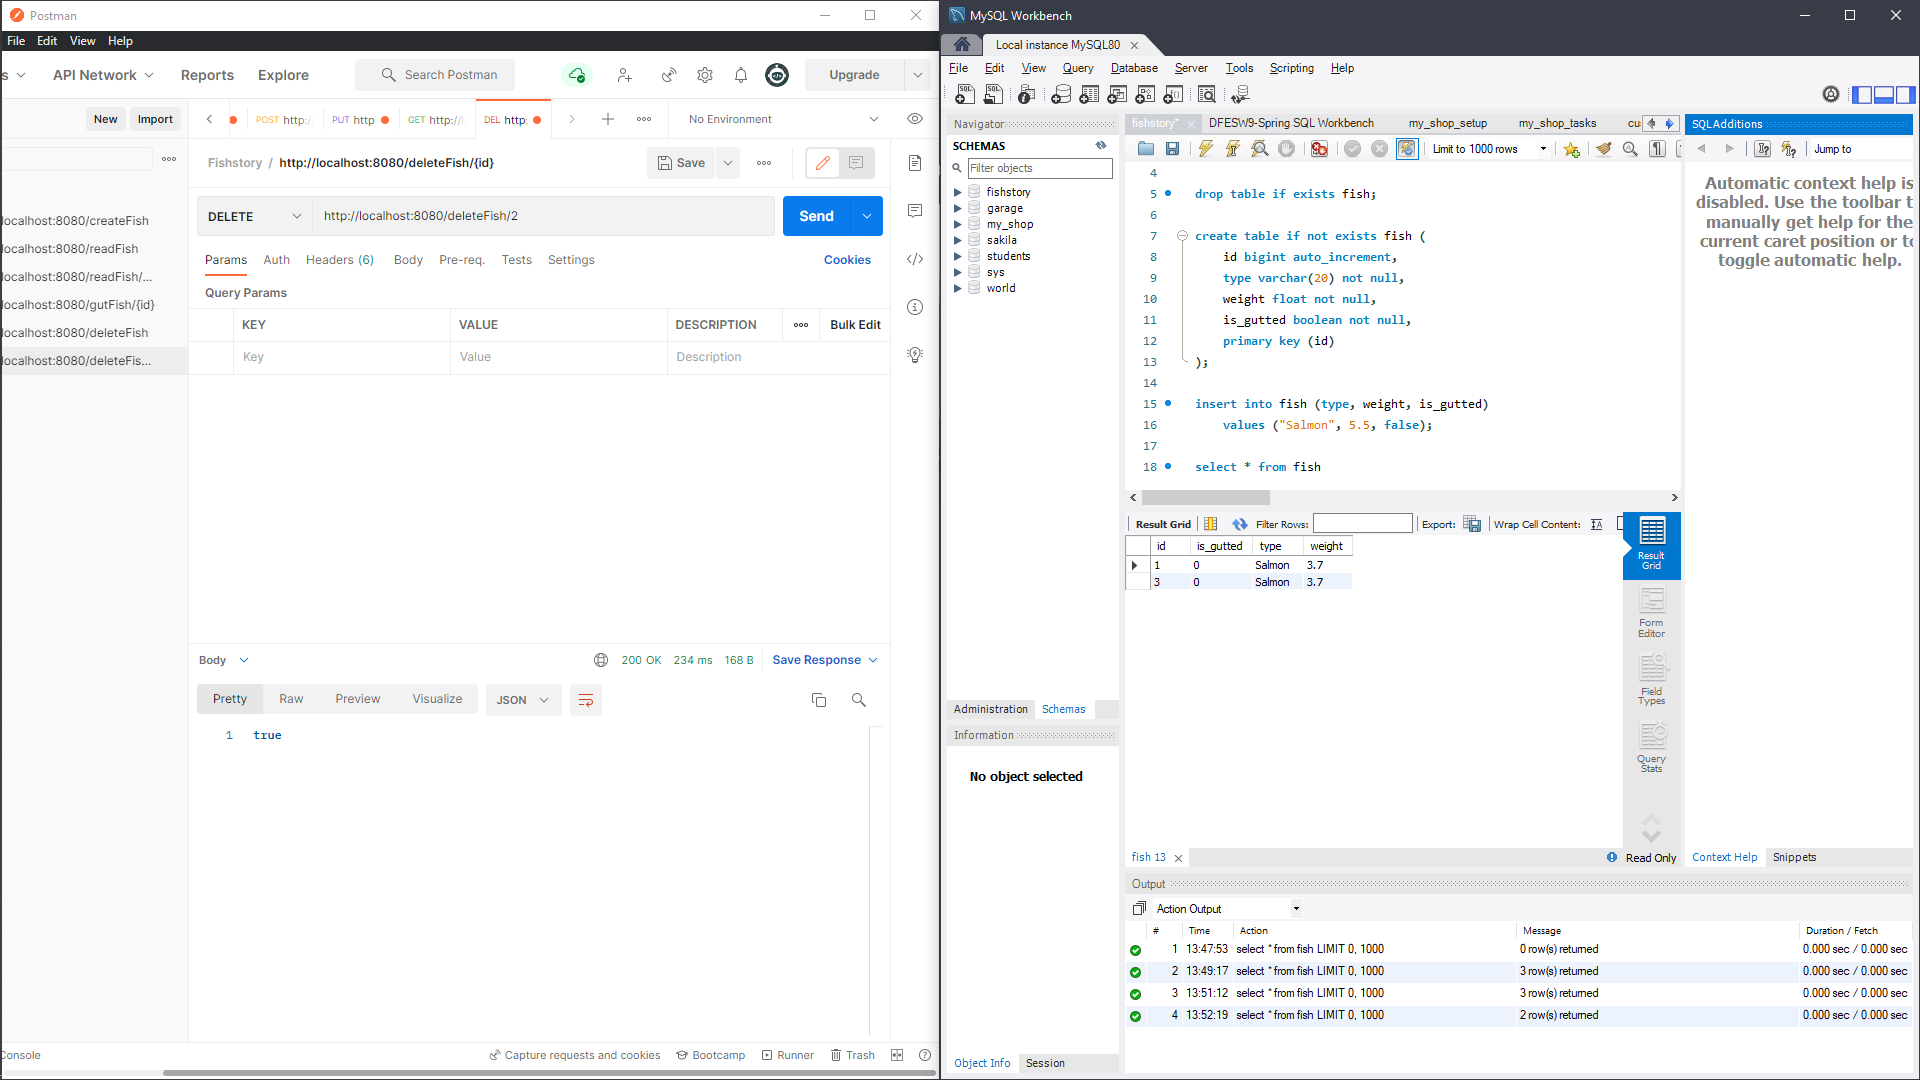 Postman
File Edit View Help
s API Network Reports Explore Search Postman Upgrade
New Import POST http:/ PUT http GET http://l DEL http: No Environment
Fishstory / http://localhost:8080/deleteFish/{id} Save
DELETE http://localhost:8080/deleteFish/2 Send
Params Auth Headers (6) Body Pre-req. Tests Settings Cookies
Query Params
KEY VALUE DESCRIPTION Bulk Edit
Key Value Description
localhost:8080/createFish
localhost:8080/readFish
localhost:8080/readFish/...
localhost:8080/gutFish/{id}
localhost:8080/deleteFish
localhost:8080/deleteFis...
Body 200 OK 234 ms 168 B Save Response
Pretty Raw Preview Visualize JSON
1 true
Console Capture requests and cookies Bootcamp Runner Trash
MySQL Workbench
Local instance MySQL80
File Edit View Query Database Server Tools Scripting Help
Navigator
SCHEMAS
Filter objects
fishstory
garage
my_shop
sakila
students
sys
world
Administration Schemas
Information
No object selected
Object Info Session
fishstory* DFESW9-Spring SQL Workbench my_shop_setup my_shop_tasks cu
Limit to 1000 rows
4
5 drop table if exists fish;
6
7 create table if not exists fish (
8 id bigint auto_increment,
9 type varchar(20) not null,
10 weight float not null,
11 is_gutted boolean not null,
12 primary key (id)
13 );
14
15 insert into fish (type, weight, is_gutted)
16 values ("Salmon", 5.5, false);
17
18 select * from fish
Result Grid Filter Rows: Export: Wrap Cell Content:
id is_gutted type weight
1 0 Salmon 3.7
3 0 Salmon 3.7
Result
Grid
Form
Editor
Field
Types
Query
Stats
fish 13 Read Only
SQLAdditions
Jump to
Automatic context help is
disabled. Use the toolbar t
manually get help for the
current caret position or to
toggle automatic help.
Context Help Snippets
Output
Action Output
# Time Action Message Duration / Fetch
1 13:47:53 select * from fish LIMIT 0, 1000 0 row(s) returned 0.000 sec / 0.000 sec
2 13:49:17 select * from fish LIMIT 0, 1000 3 row(s) returned 0.000 sec / 0.000 sec
3 13:51:12 select * from fish LIMIT 0, 1000 3 row(s) returned 0.000 sec / 0.000 sec
4 13:52:19 select * from fish LIMIT 0, 1000 2 row(s) returned 0.000 sec / 0.000 sec